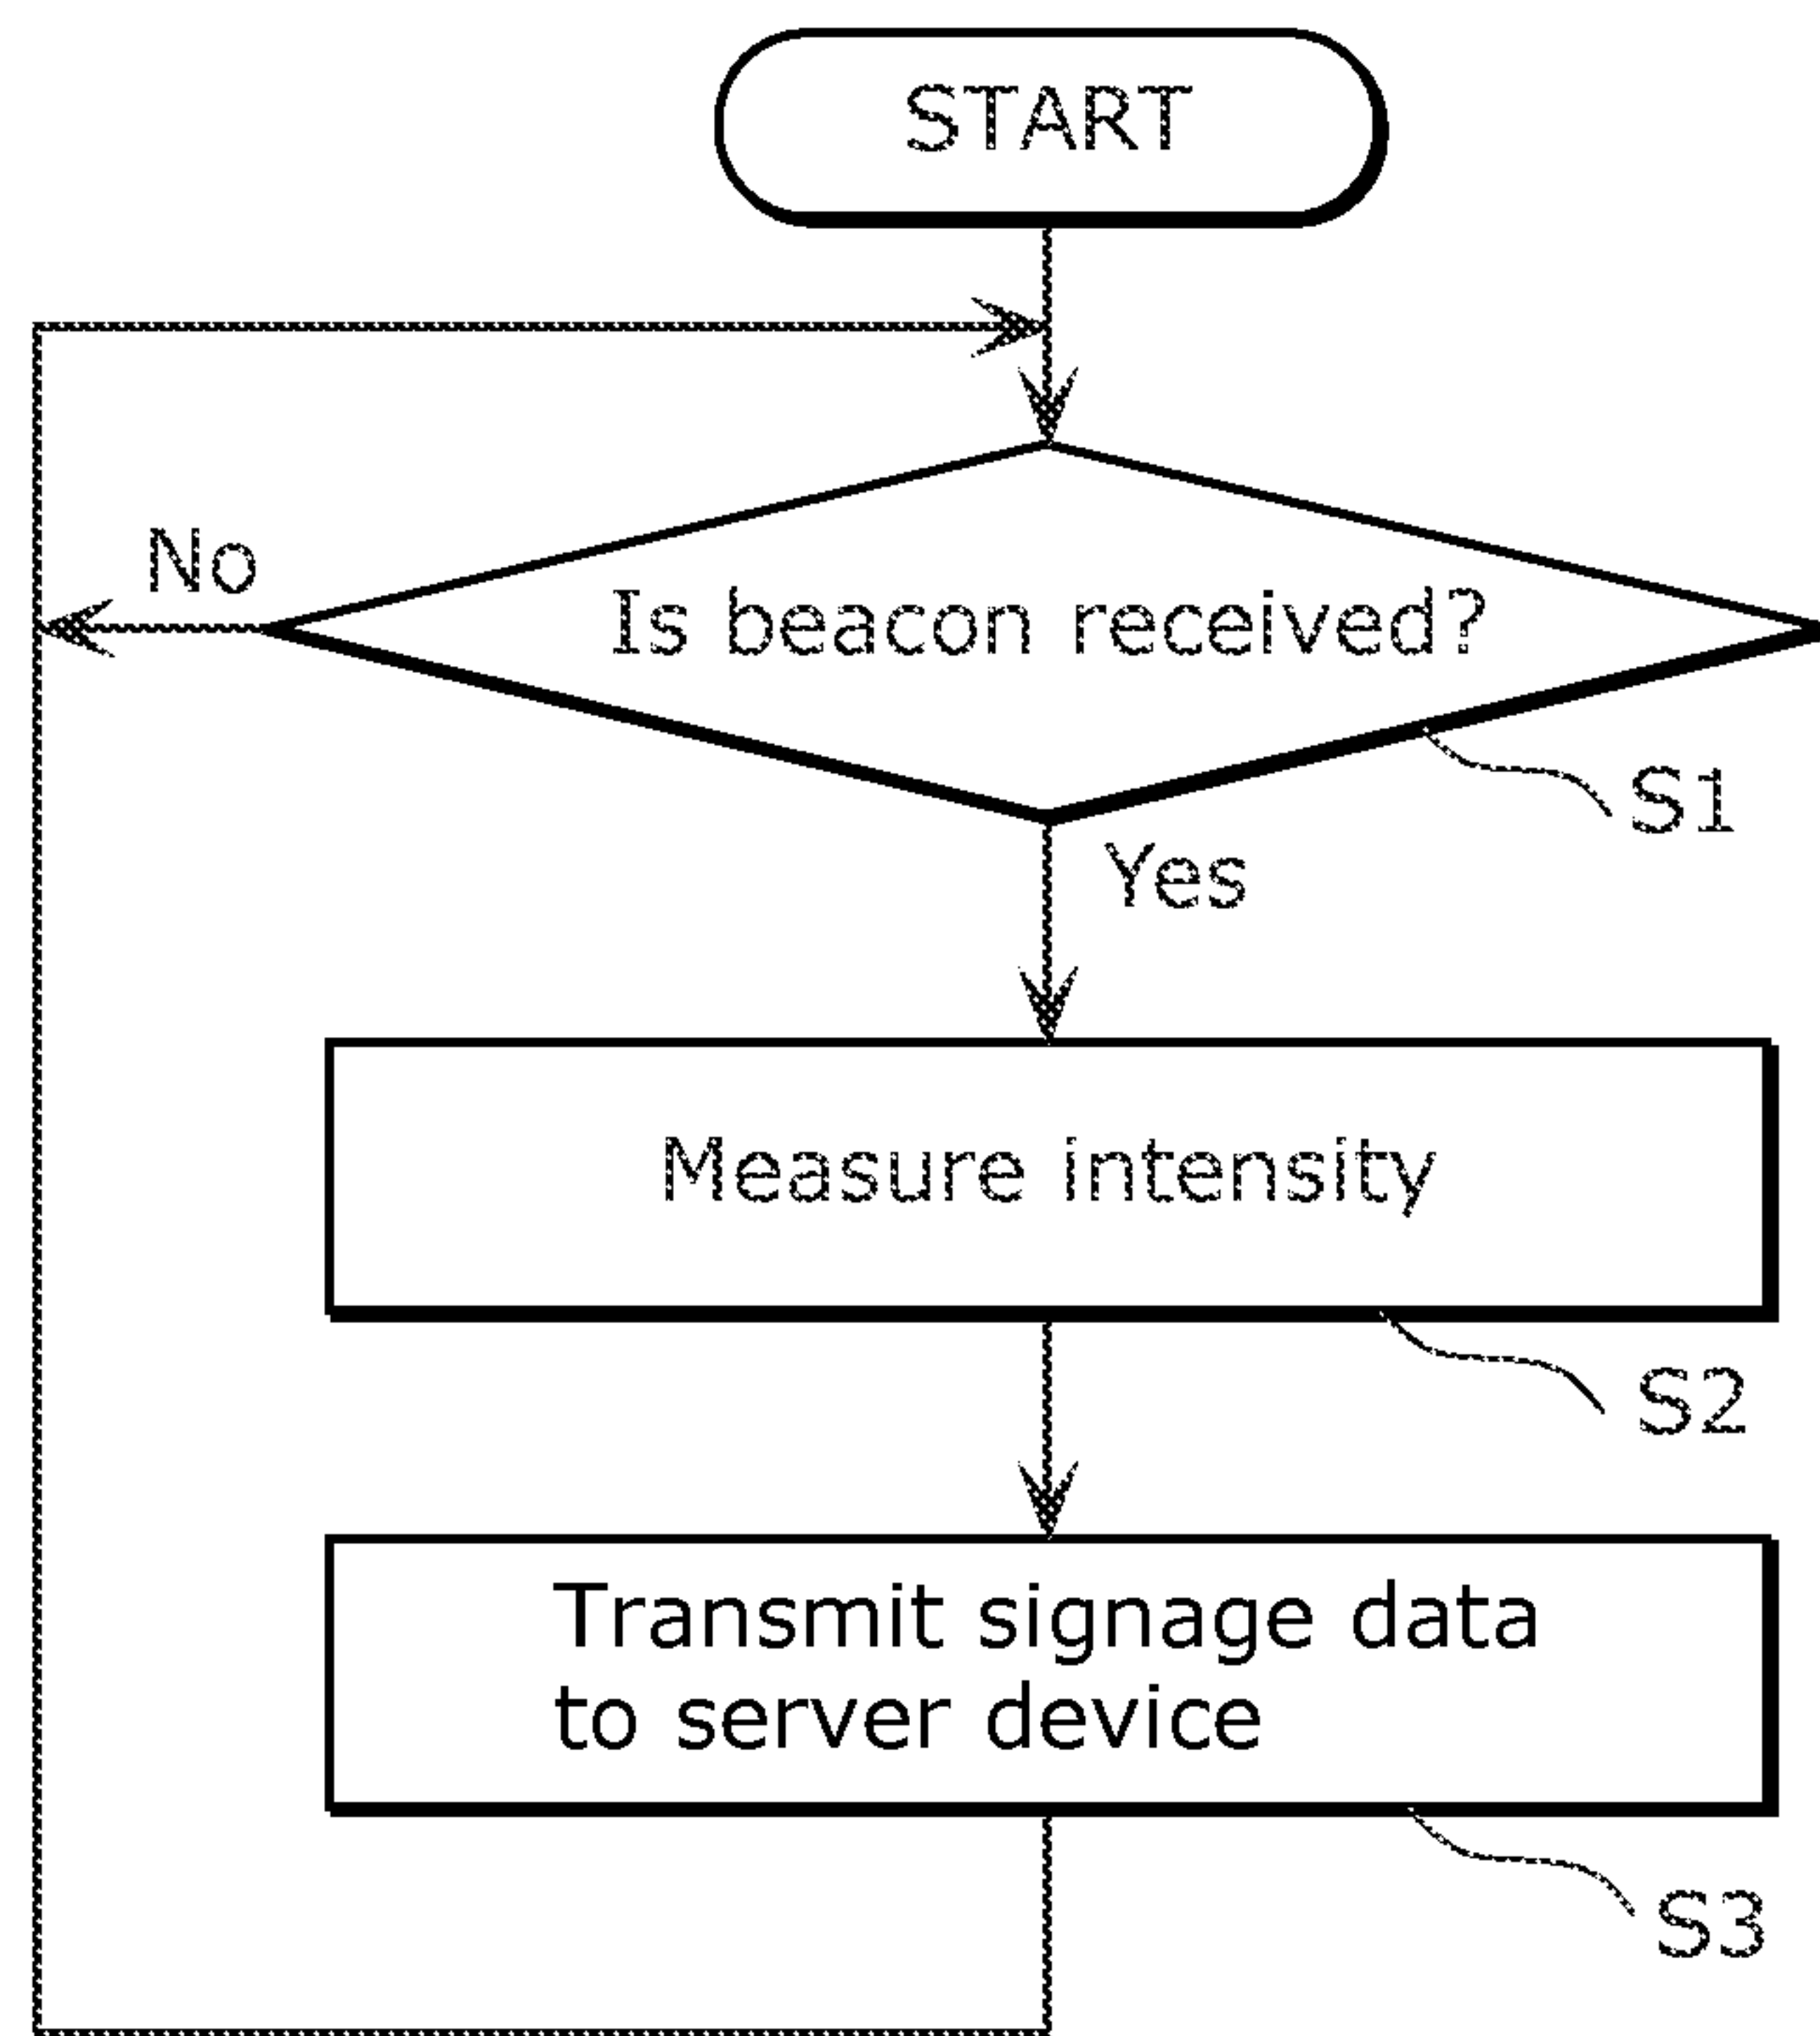 START
No
Is beacon received?
S1
Yes
Measure intensity
S2
Transmit signage data
to server device
S3